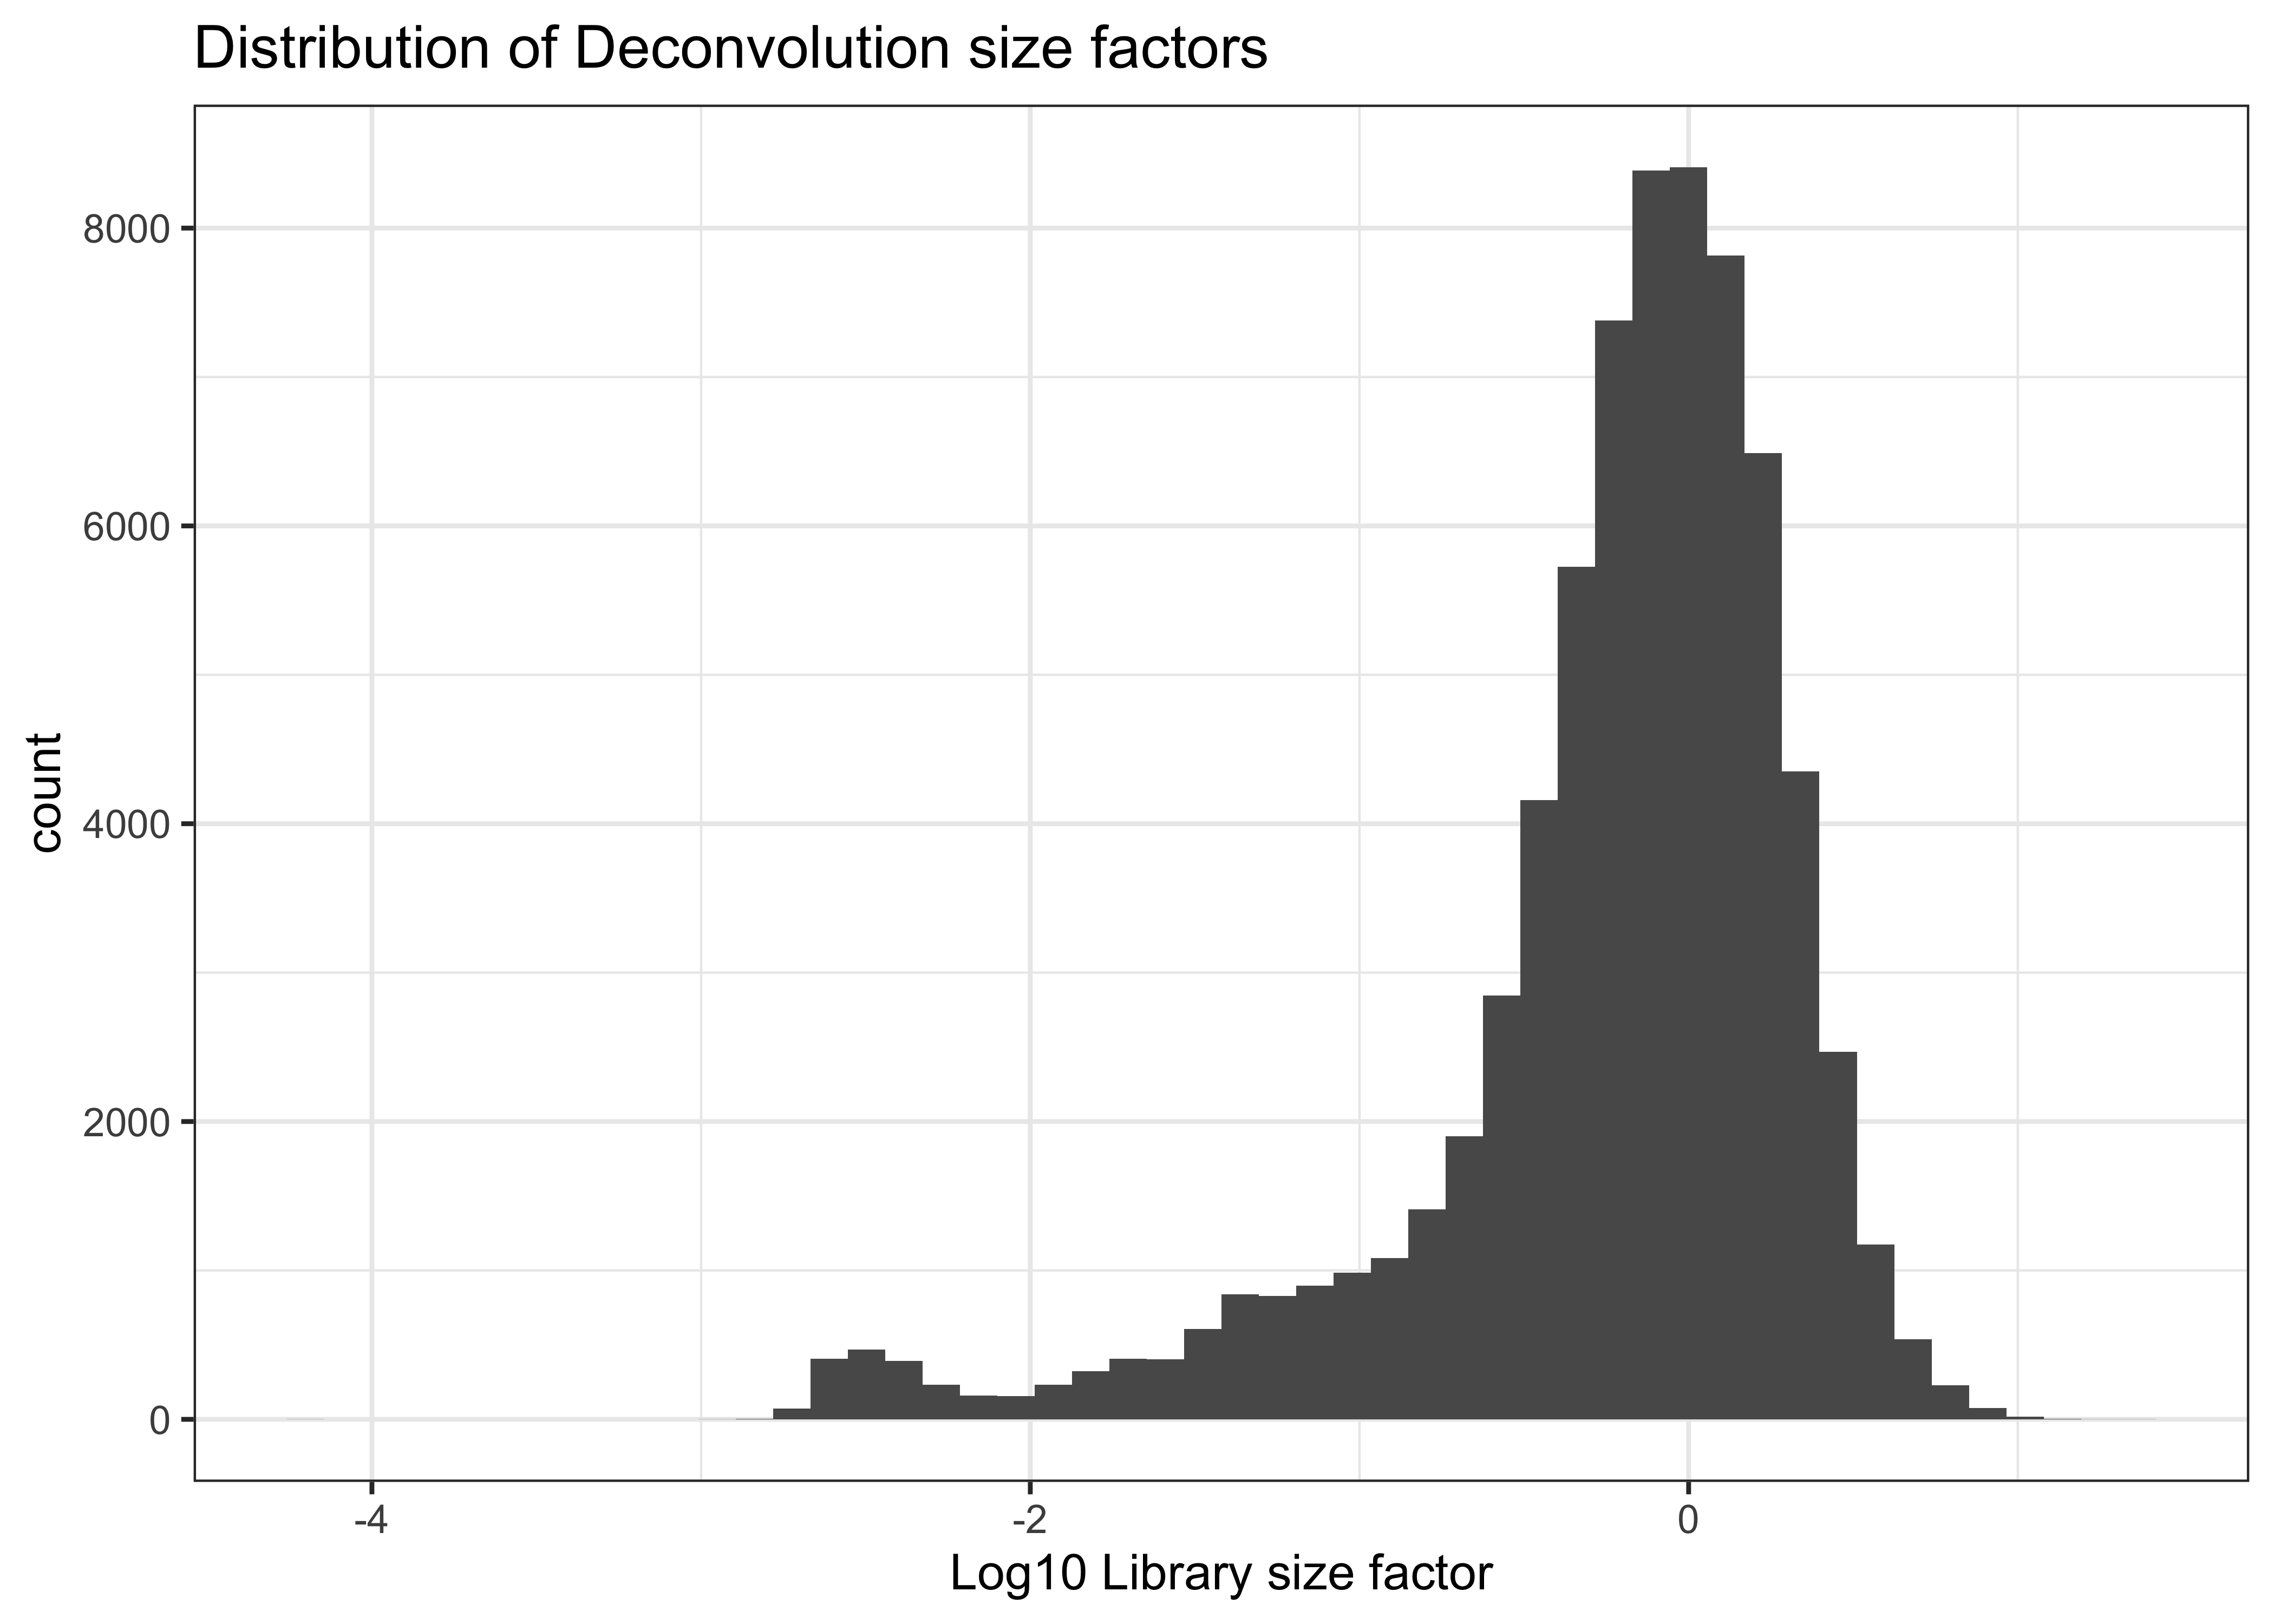 Distribution of Deconvolution size factors
count
8000
6000
4000
2000
0
-4
-2
0
Log10 Library size factor